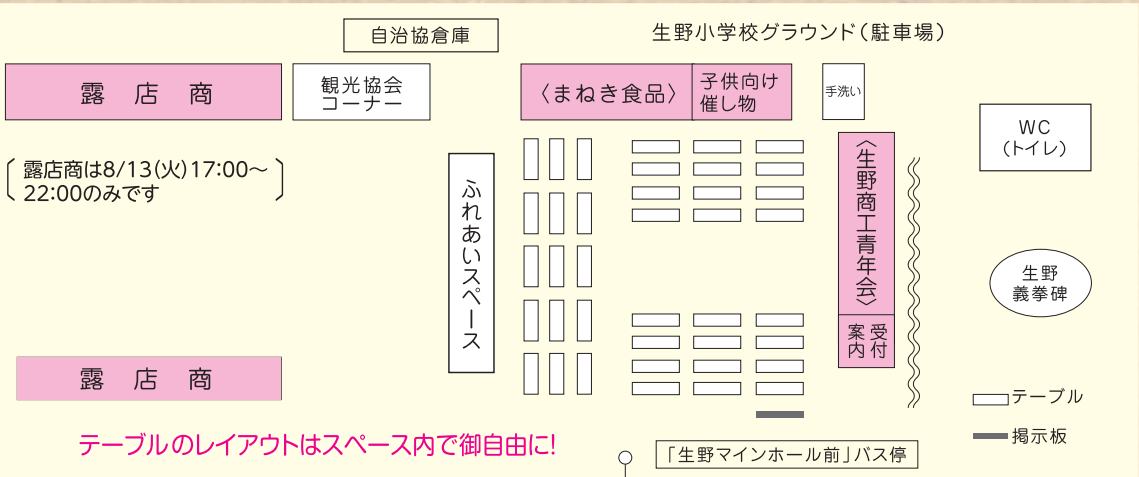 自治協倉庫
生野小学校グラウンド(駐車場)
露店商
観光協会
コーナー
〈まねき食品〉
子供向け
催し物
手洗い
WC
(トイレ)
露店商は8/13(火)17:00〜
22:00のみです
ふれあいスペース
〈生野商工青年会〉
生野
義挙碑
受付
案内
露店商
テーブル
掲示板
テーブルのレイアウトはスペース内で御自由に!
「生野マインホール前」バス停